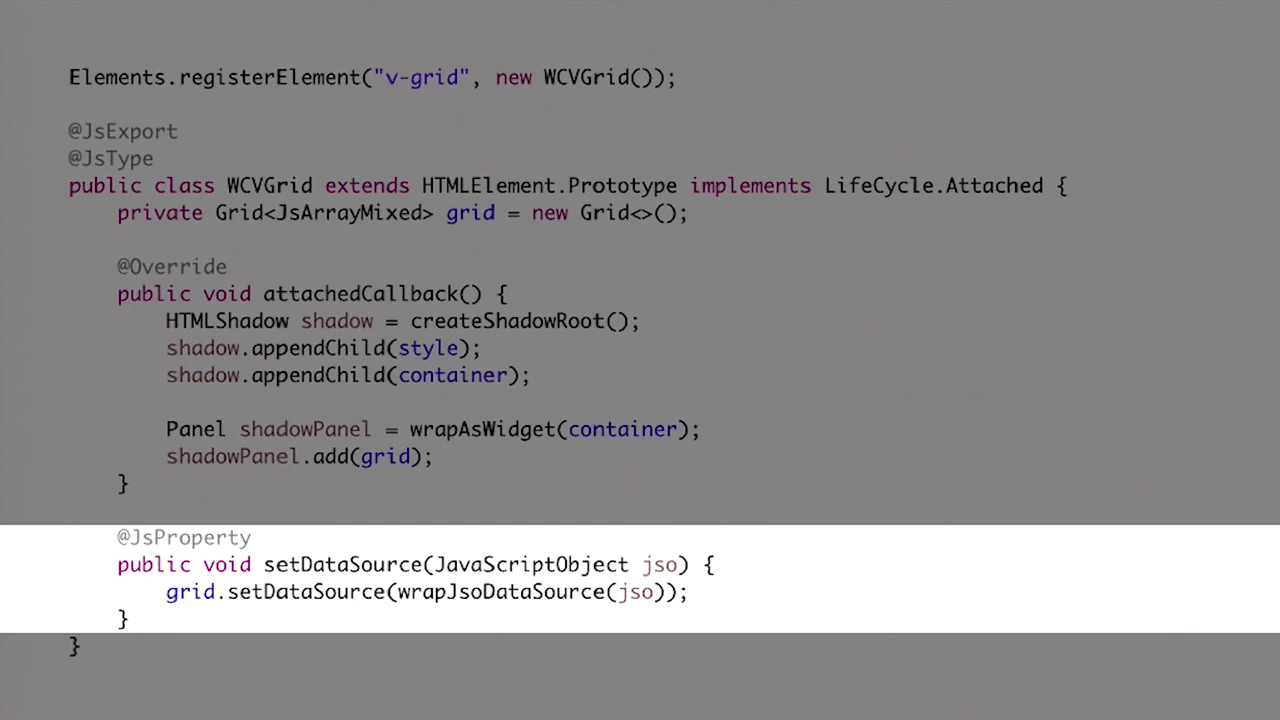 Elements.registerElement("v-grid", new WCVGrid());
@JsExport
@JsType
public class WCVGrid extends HTMLElement.Prototype implements LifeCycle.Attached {
private Grid<JsArrayMixed> grid = new Grid<>();
@Override
public void attachedCallback() {
HTMLShadow shadow = createShadowRoot();
shadow.appendChild(style);
shadow.appendChild(container);
Panel shadowPanel = wrapAsWidget(container);
shadowPanel.add(grid);
}
@JsProperty
public void setDataSource(JavaScriptObject jso) {
grid.setDataSource(wrapJsoDataSource(jso));
}
}